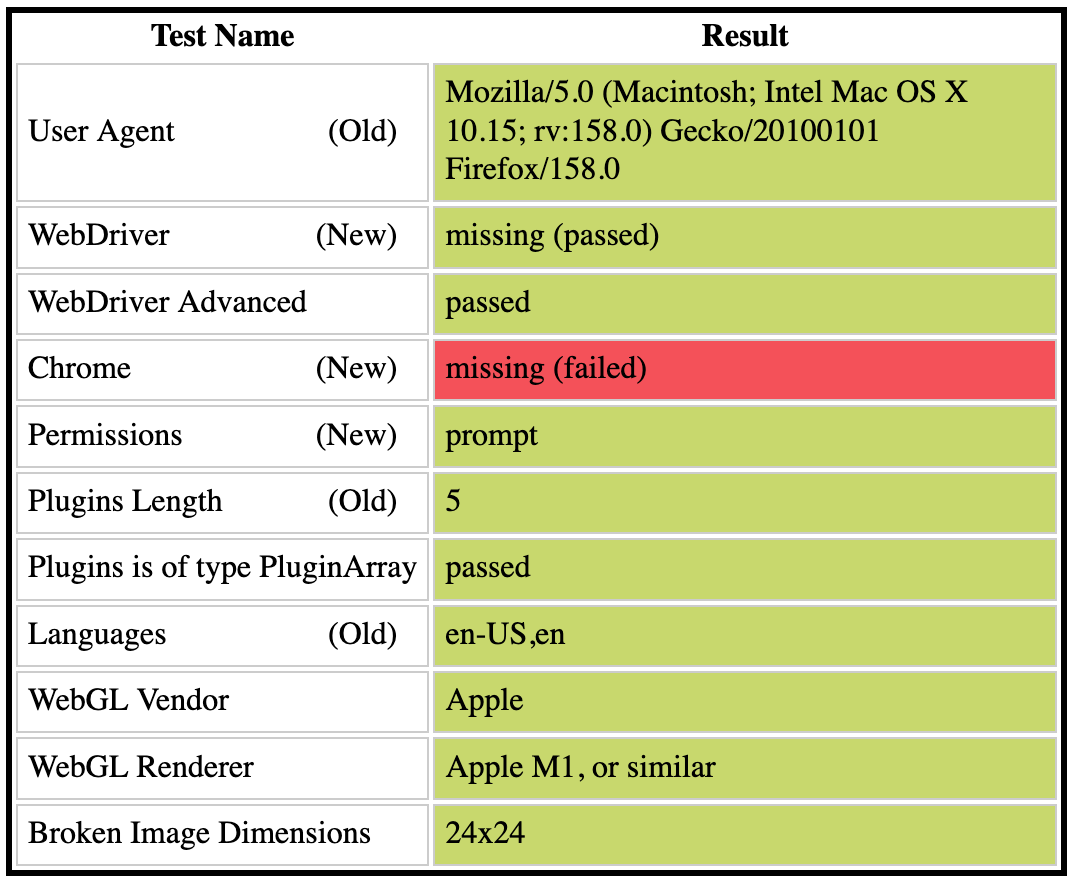 Test Name Result
User Agent (Old) Mozilla/5.0 (Macintosh; Intel Mac OS X
10.15; rv:158.0) Gecko/20100101
Firefox/158.0
WebDriver (New) missing (passed)
WebDriver Advanced passed
Chrome (New) missing (failed)
Permissions (New) prompt
Plugins Length (Old) 5
Plugins is of type PluginArray passed
Languages (Old) en-US,en
WebGL Vendor Apple
WebGL Renderer Apple M1, or similar
Broken Image Dimensions 24x24